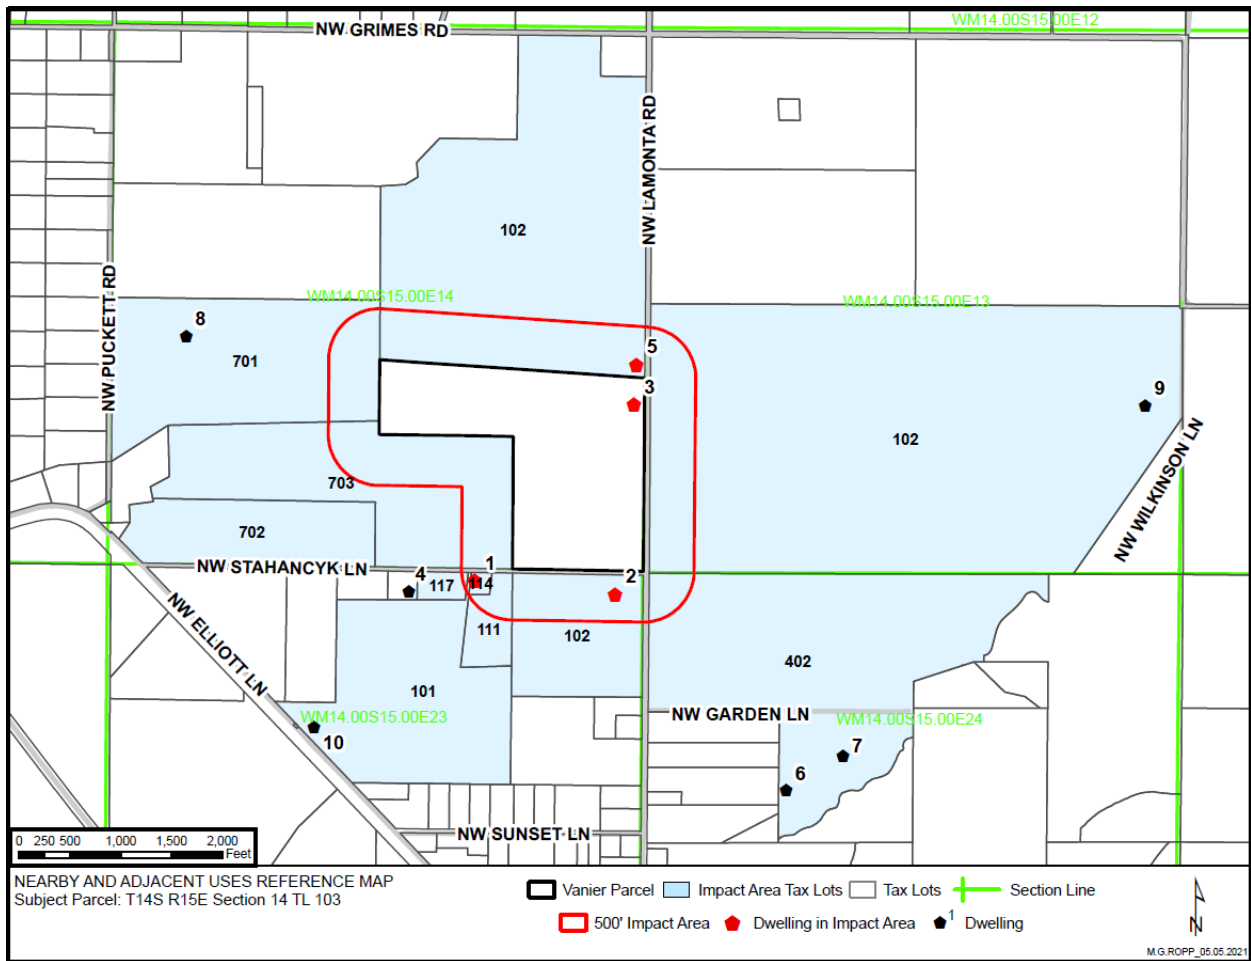 WM14.00S15.00E12
NW GRIMES RD
NW LAMONTA RD
102
NW PUCKETT RD
WM14.00S15.00E14
WM14.00S15.00E13
8
5
701
3
9
102
703
NW WILKINSON LN
702
NW STAHANCYK LN
4
117
1
114
2
NW ELLIOTT LN
111
102
402
101
WM14.00S15.00E23
NW GARDEN LN
WM14.00S15.00E24
10
7
6
NW SUNSET LN
0 250 500 1,000 1,500 2,000
Feet
NEARBY AND ADJACENT USES REFERENCE MAP
Subject Parcel: T14S R15E Section 14 TL 103
Vanier Parcel Impact Area Tax Lots Tax Lots Section Line
500' Impact Area Dwelling in Impact Area 1 Dwelling
N
M.G.ROPP_05.05.2021